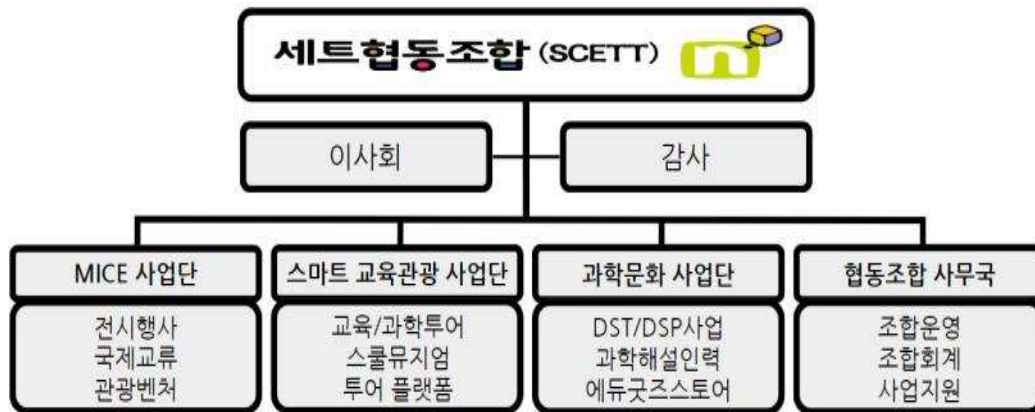 세트협동조합 (SCETT) n
이사회
감사
MICE 사업단
전시행사
국제교류
관광벤처
스마트 교육관광 사업단
교육/과학투어
스쿨뮤지엄
투어 플랫폼
과학문화 사업단
DST/DSP사업
과학해설인력
에듀굿즈스토어
협동조합 사무국
조합운영
조합회계
사업지원